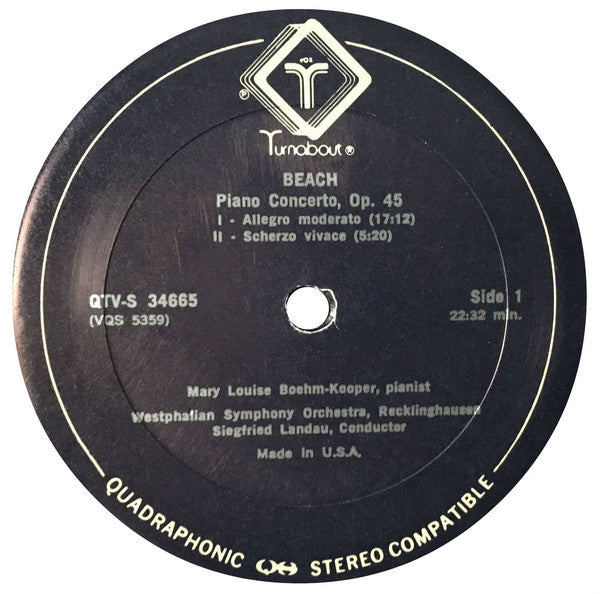 VOX
T
℗
Turnabout ®
BEACH
Piano Concerto, Op. 45
I - Allegro moderato (17:12)
II - Scherzo vivace (5:20)
QTV-S 34665
Side 1
(VQS 5359)
22:32 min.
Mary Louise Boehm-Kooper, pianist
Westphalian Symphony Orchestra, Recklinghausen
Siegfried Landau, Conductor
Made in U.S.A.
QUADRAPHONIC QS STEREO COMPATIBLE